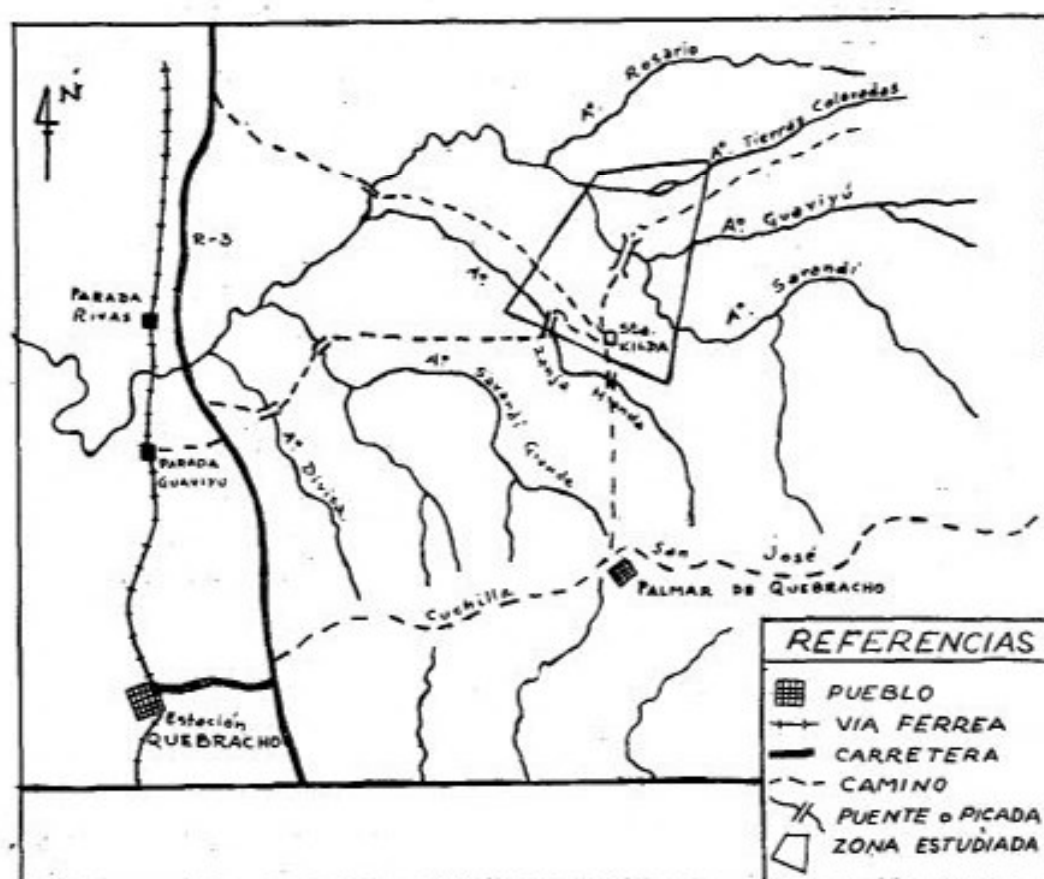 N
Aº. Rosario
Aº. Tierras Coloradas
Aº. Guaviyú
Aº. Sarandí
R-3
PARADA
RIVAS
Aº.
Zanja
Honda
Sta.
KILDA
Aº. Sarandí Grande
PARADA
GUAVIYU
Aº. Divisa
Cuchilla San José
PALMAR DE QUEBRACHO
Estación
QUEBRACHO
REFERENCIAS
PUEBLO
VIA FERREA
CARRETERA
CAMINO
PUENTE o PICADA
ZONA ESTUDIADA